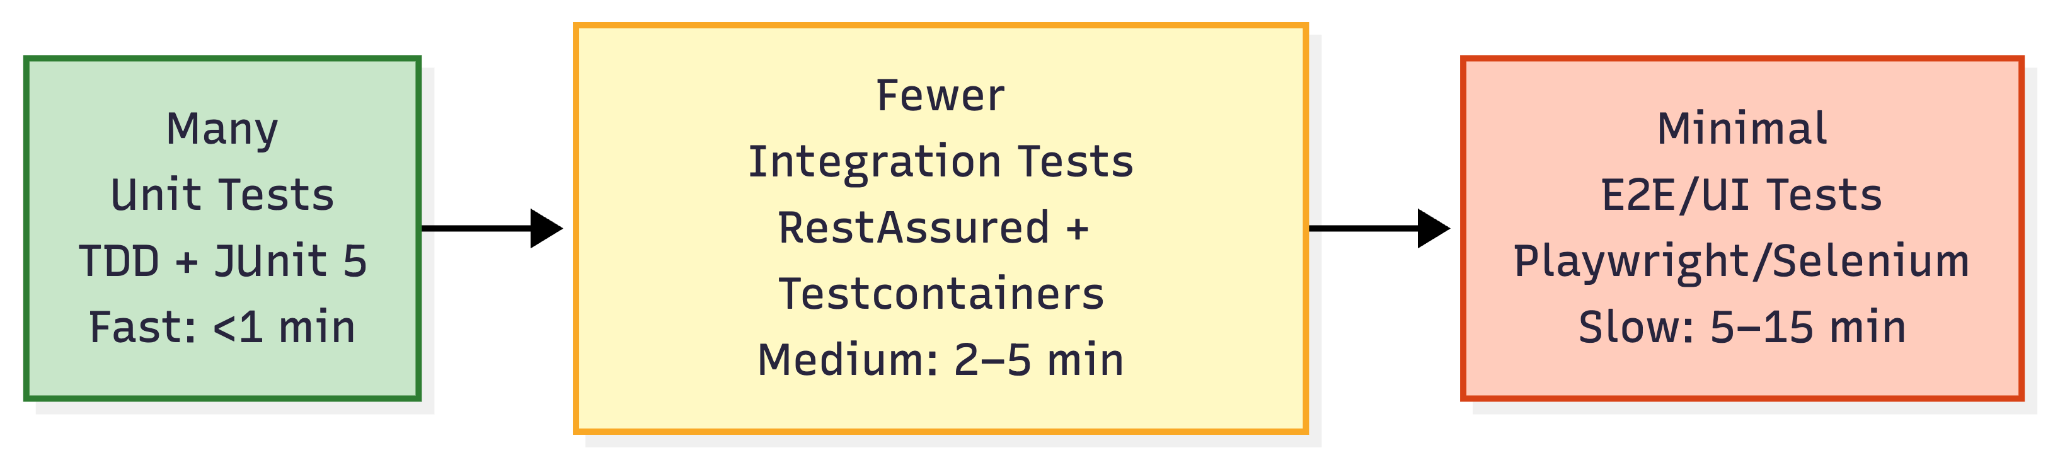 Many
Unit Tests
TDD + JUnit 5
Fast: <1 min
Fewer
Integration Tests
RestAssured +
Testcontainers
Medium: 2–5 min
Minimal
E2E/UI Tests
Playwright/Selenium
Slow: 5–15 min